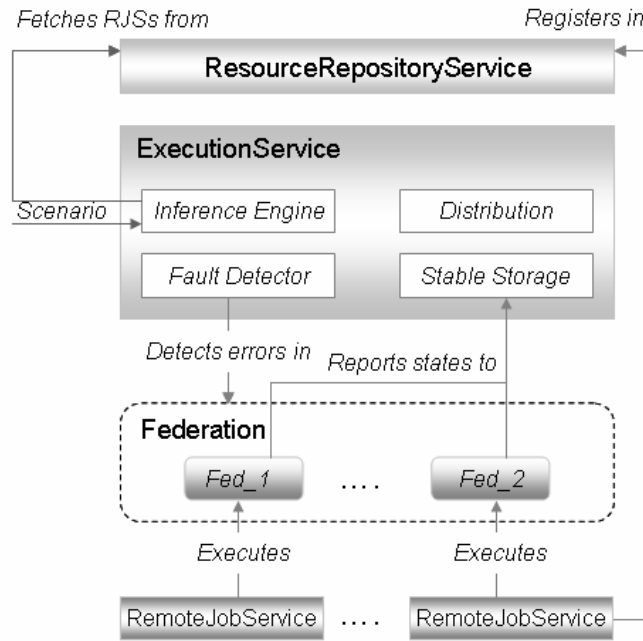 Fetches RJSs from
Registers in
ResourceRepositoryService
ExecutionService
Scenario
Inference Engine
Distribution
Fault Detector
Stable Storage
Detects errors in
Reports states to
Federation
Fed_1
....
Fed_2
Executes
Executes
RemoteJobService
....
RemoteJobService